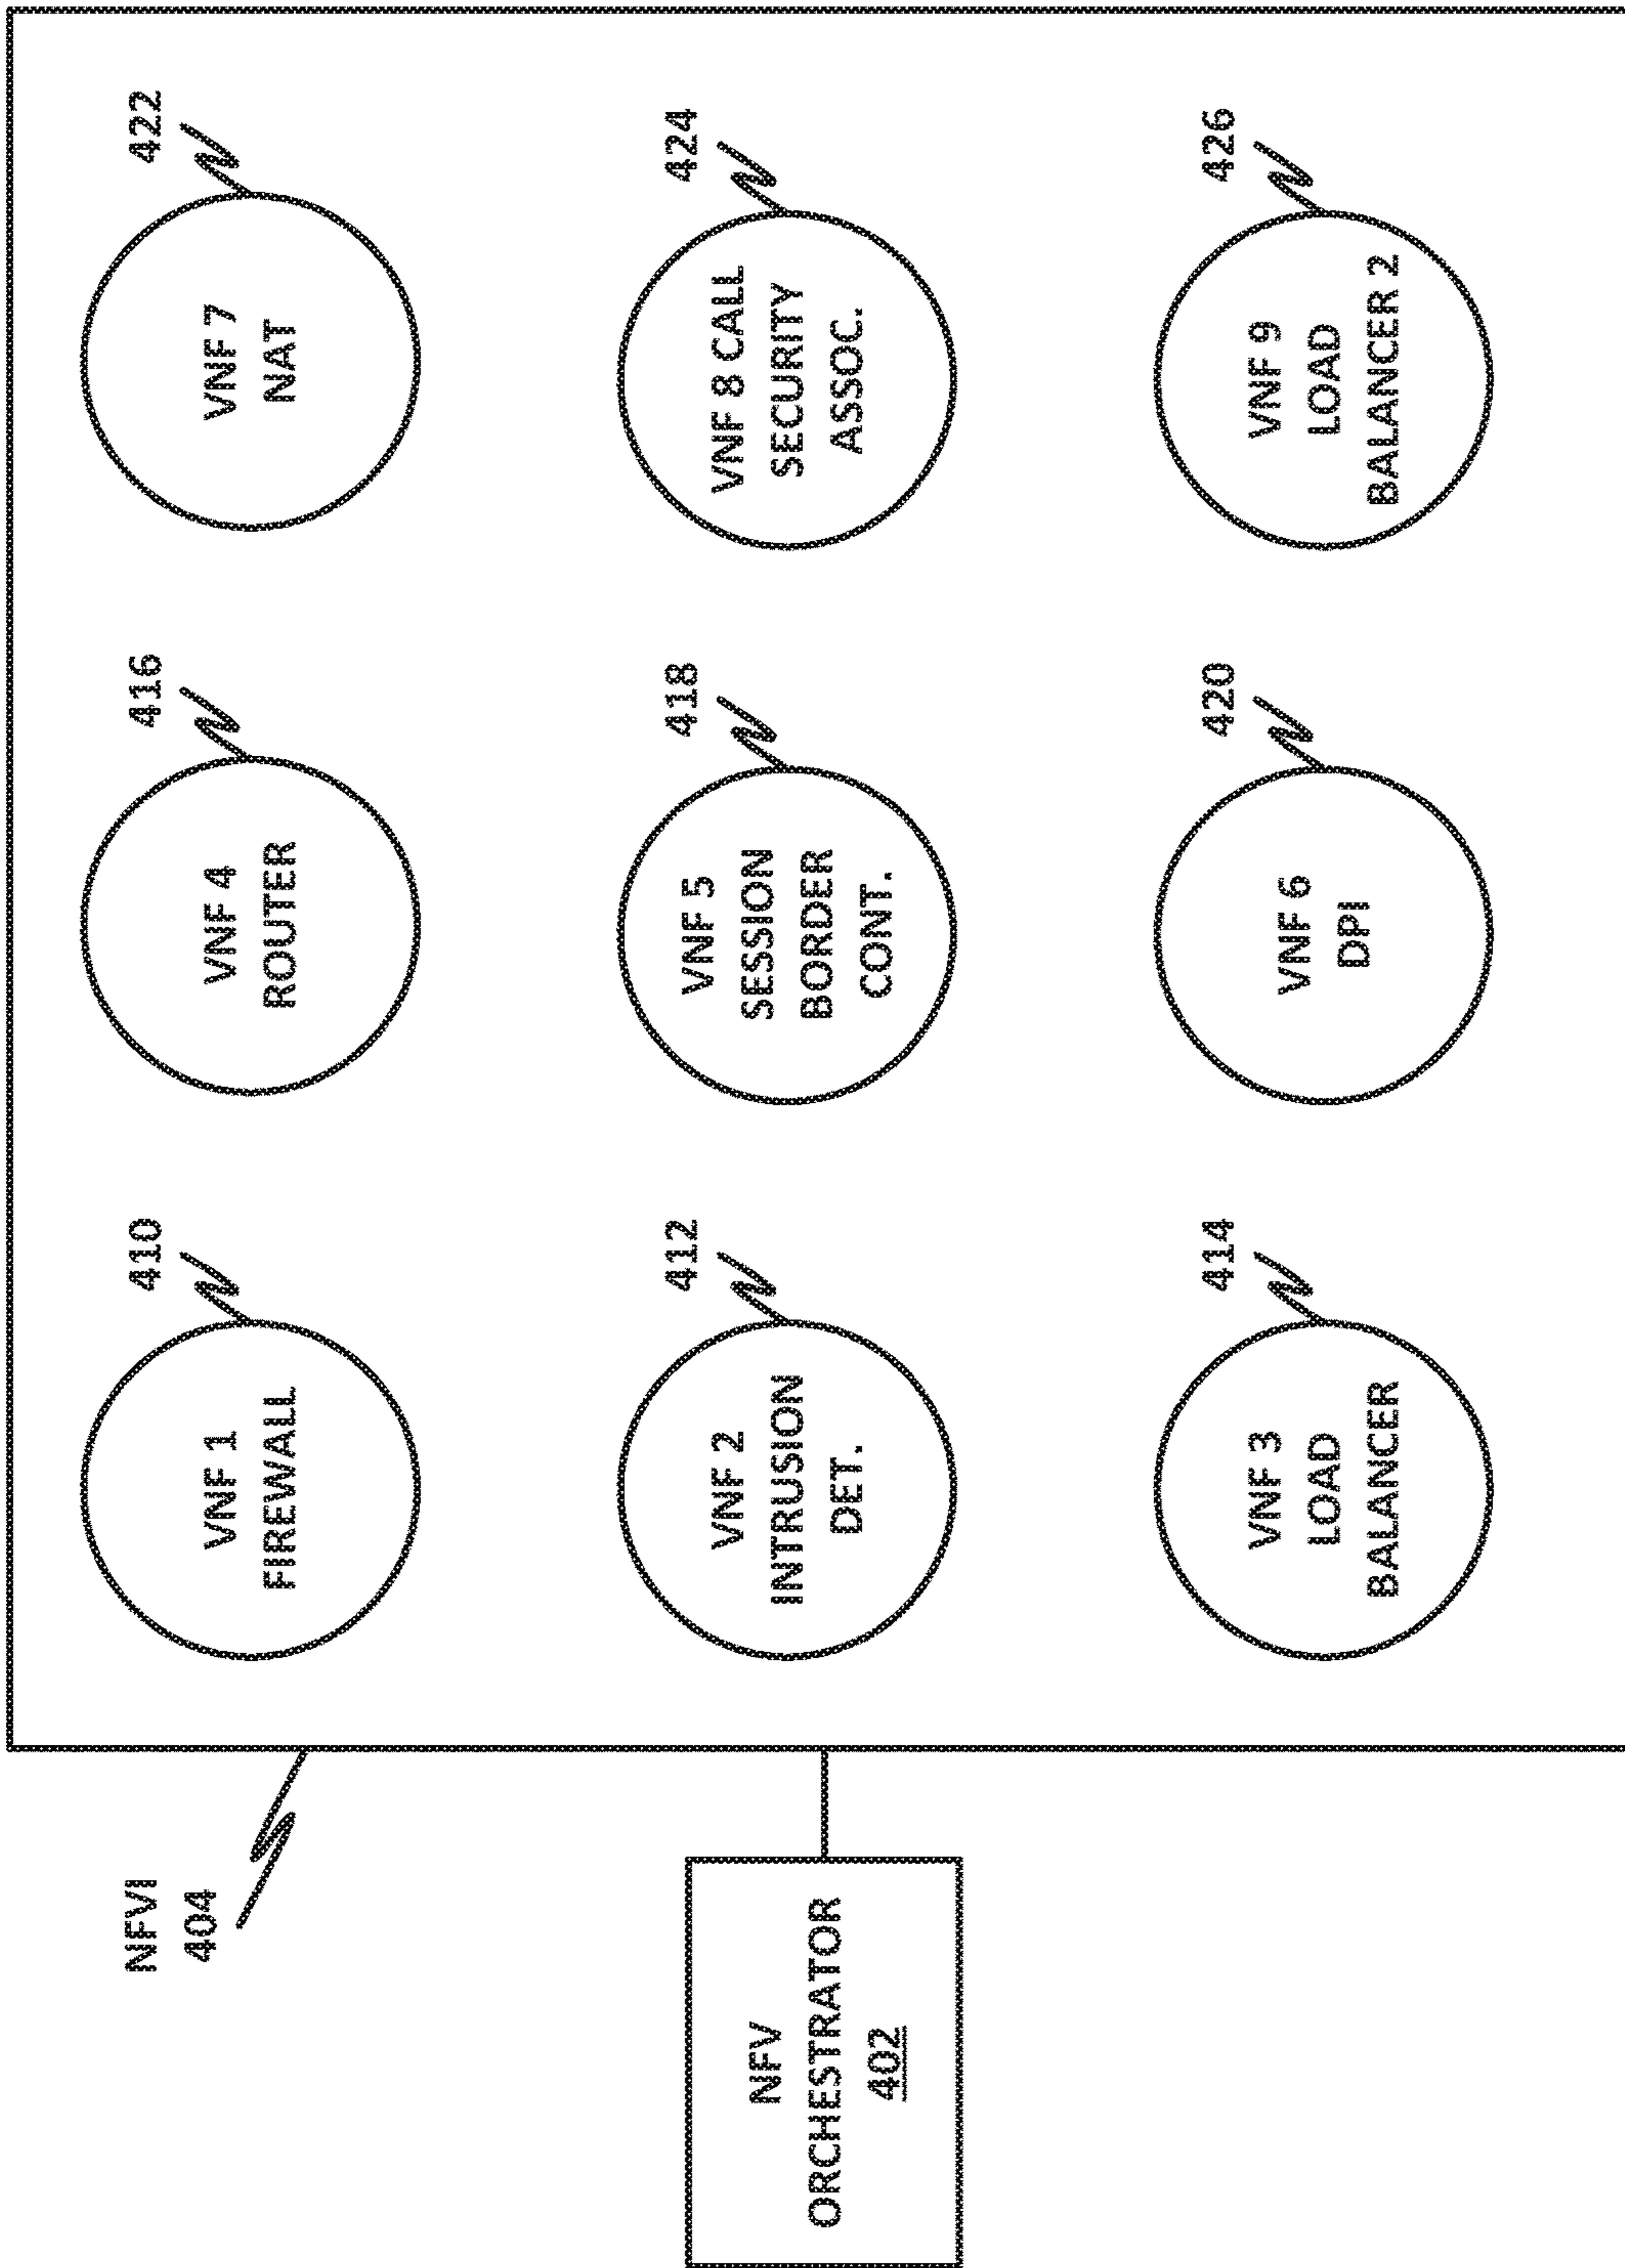 NFVI
404
NFV
ORCHESTRATOR
402
410
VNF 1
FIREWALL
416
VNF 4
ROUTER
422
VNF 7
NAT
412
VNF 2
INTRUSION
DET.
418
VNF 5
SESSION
BORDER
CONT.
424
VNF 8 CALL
SECURITY
ASSOC.
414
VNF 3
LOAD
BALANCER
420
VNF 6
DPI
426
VNF 9
LOAD
BALANCER 2